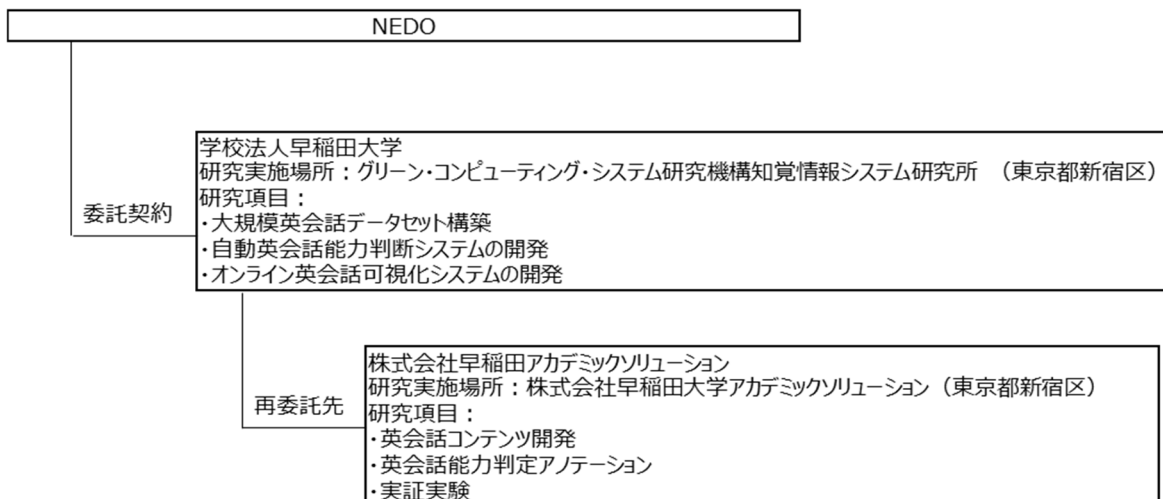 NEDO
学校法人早稲田大学
研究実施場所：グリーン・コンピューティング・システム研究機構知覚情報システム研究所　（東京都新宿区）
研究項目：
委託契約
・大規模英会話データセット構築
・自動英会話能力判断システムの開発
・オンライン英会話可視化システムの開発
株式会社早稲田アカデミックソリューション
研究実施場所：株式会社早稲田大学アカデミックソリューション（東京都新宿区）
再委託先
研究項目：
・英会話コンテンツ開発
・英会話能力判定アノテーション
・実証実験